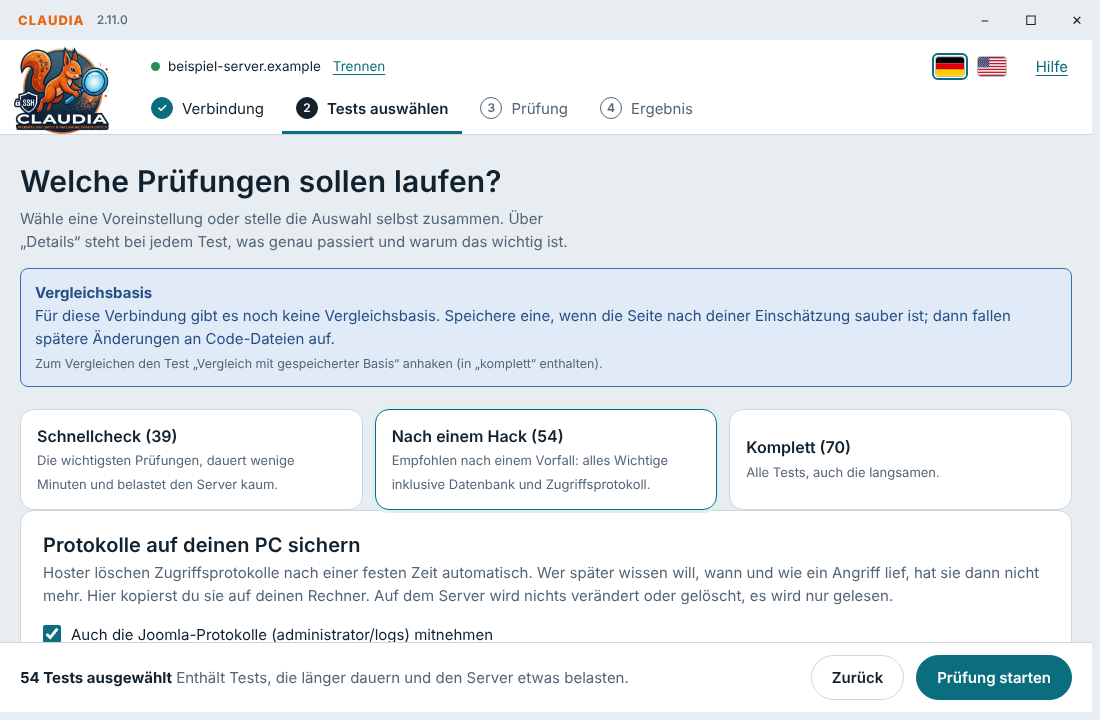 CLAUDIA 2.11.0
SSH
CLAUDIA
beispiel-server.example Trennen
Hilfe
Verbindung
2 Tests auswählen
3 Prüfung
4 Ergebnis
Welche Prüfungen sollen laufen?
Wähle eine Voreinstellung oder stelle die Auswahl selbst zusammen. Über
„Details“ steht bei jedem Test, was genau passiert und warum das wichtig ist.
Vergleichsbasis
Für diese Verbindung gibt es noch keine Vergleichsbasis. Speichere eine, wenn die Seite nach deiner Einschätzung sauber ist; dann fallen
spätere Änderungen an Code-Dateien auf.
Zum Vergleichen den Test „Vergleich mit gespeicherter Basis“ anhaken (in „komplett“ enthalten).
Schnellcheck (39)
Die wichtigsten Prüfungen, dauert wenige
Minuten und belastet den Server kaum.
Nach einem Hack (54)
Empfohlen nach einem Vorfall: alles Wichtige
inklusive Datenbank und Zugriffsprotokoll.
Komplett (70)
Alle Tests, auch die langsamen.
Protokolle auf deinen PC sichern
Hoster löschen Zugriffsprotokolle nach einer festen Zeit automatisch. Wer später wissen will, wann und wie ein Angriff lief, hat sie dann nicht
mehr. Hier kopierst du sie auf deinen Rechner. Auf dem Server wird nichts verändert oder gelöscht, es wird nur gelesen.
Auch die Joomla-Protokolle (administrator/logs) mitnehmen
54 Tests ausgewählt Enthält Tests, die länger dauern und den Server etwas belasten.
Zurück
Prüfung starten